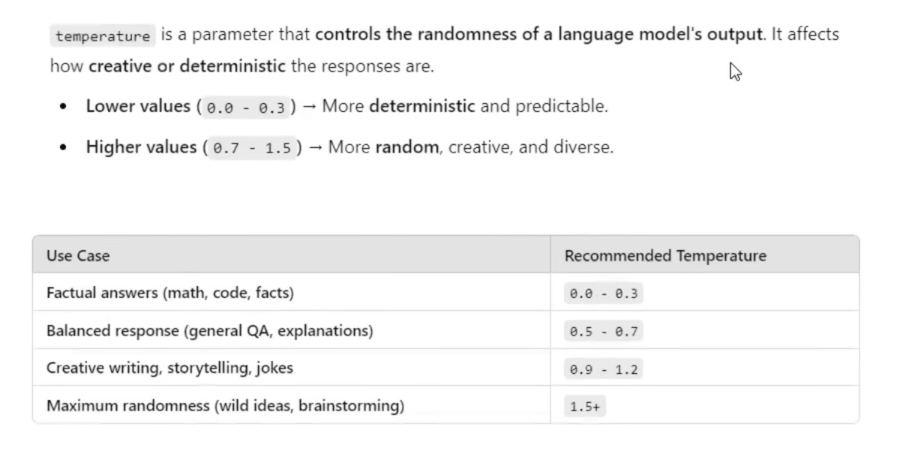 temperature is a parameter that controls the randomness of a language model's output. It affects
how creative or deterministic the responses are.
• Lower values ( 0.0 - 0.3 ) → More deterministic and predictable.
• Higher values ( 0.7 - 1.5 ) → More random, creative, and diverse.
Use Case Recommended Temperature
Factual answers (math, code, facts) 0.0 - 0.3
Balanced response (general QA, explanations) 0.5 - 0.7
Creative writing, storytelling, jokes 0.9 - 1.2
Maximum randomness (wild ideas, brainstorming) 1.5+